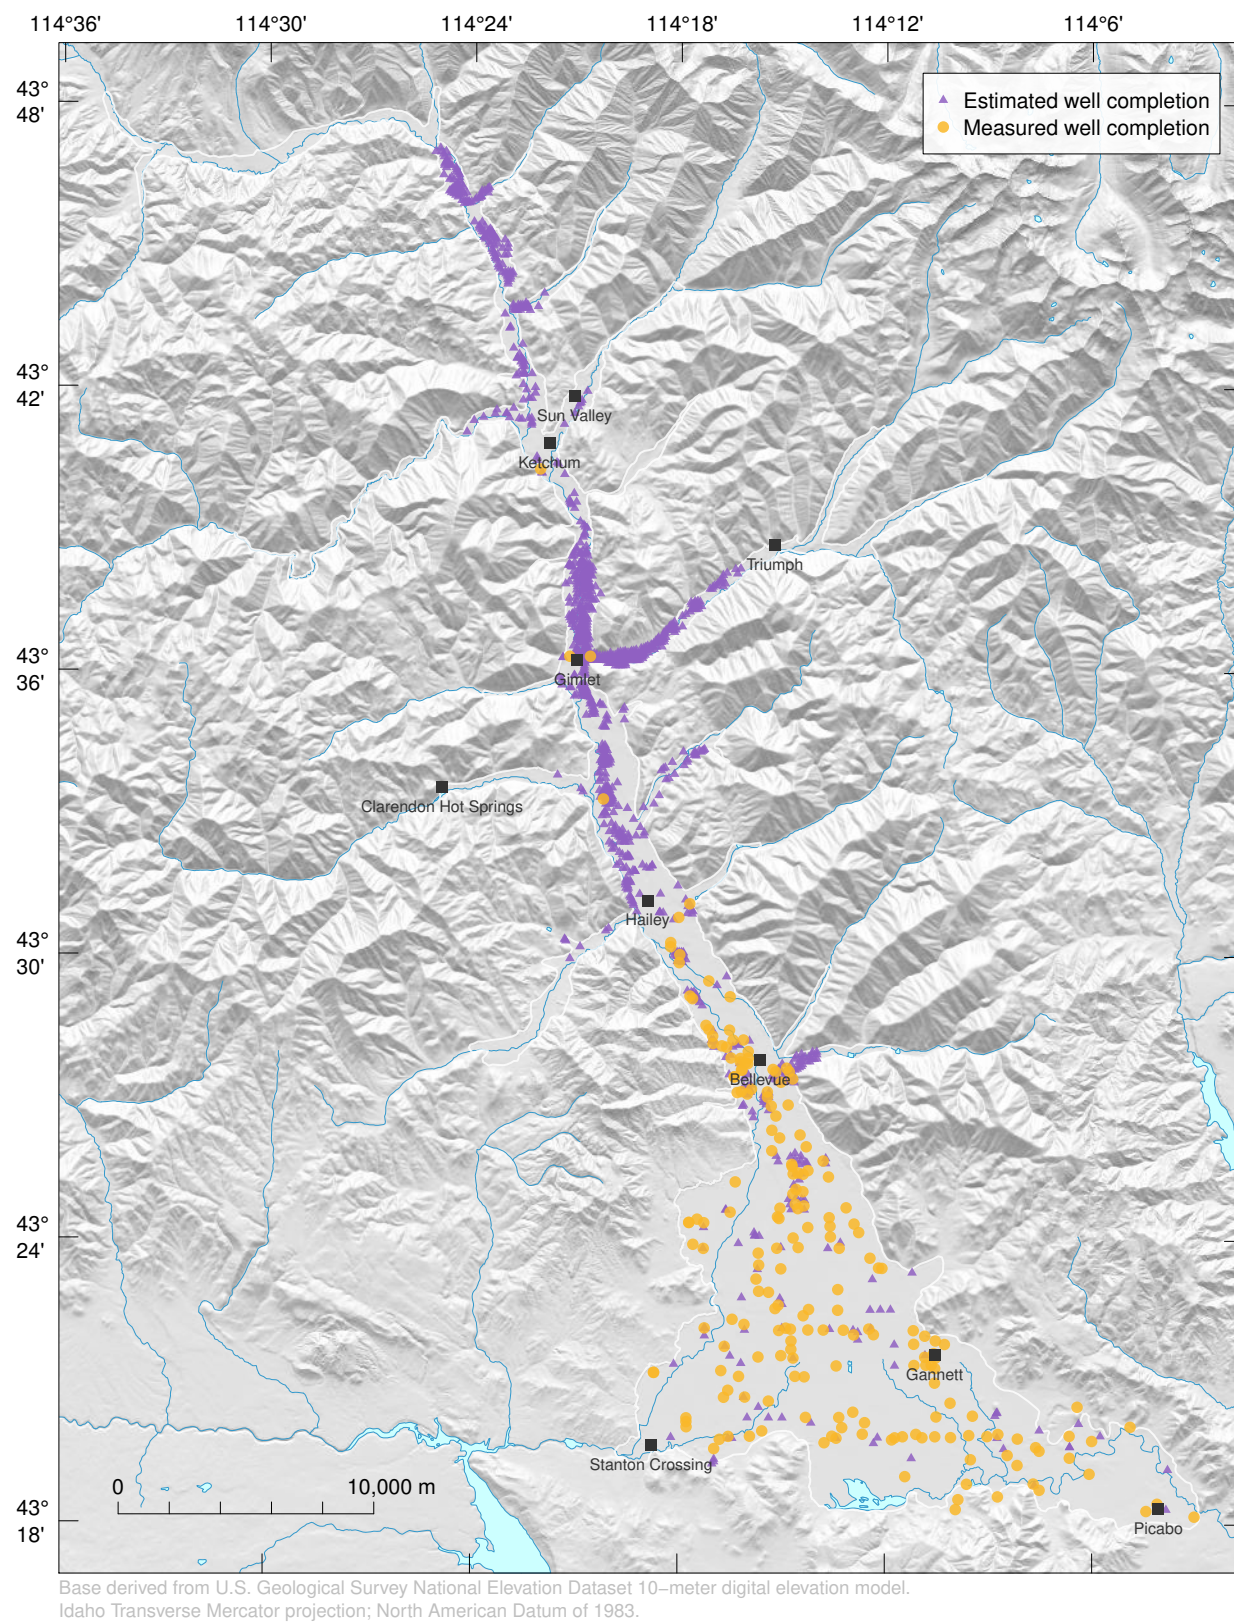 114°36' 114°30' 114°24' 114°18' 114°12' 114°6'
43°
48'
Estimated well completion
Measured well completion
43°
42'
Sun Valley
Ketchum
Triumph
43°
36'
Gimlet
Clarendon Hot Springs
Hailey
43°
30'
Bellevue
43°
24'
Gannett
Stanton Crossing
0 10,000 m
43°
18'
Picabo
Base derived from U.S. Geological Survey National Elevation Dataset 10−meter digital elevation model.
Idaho Transverse Mercator projection; North American Datum of 1983.